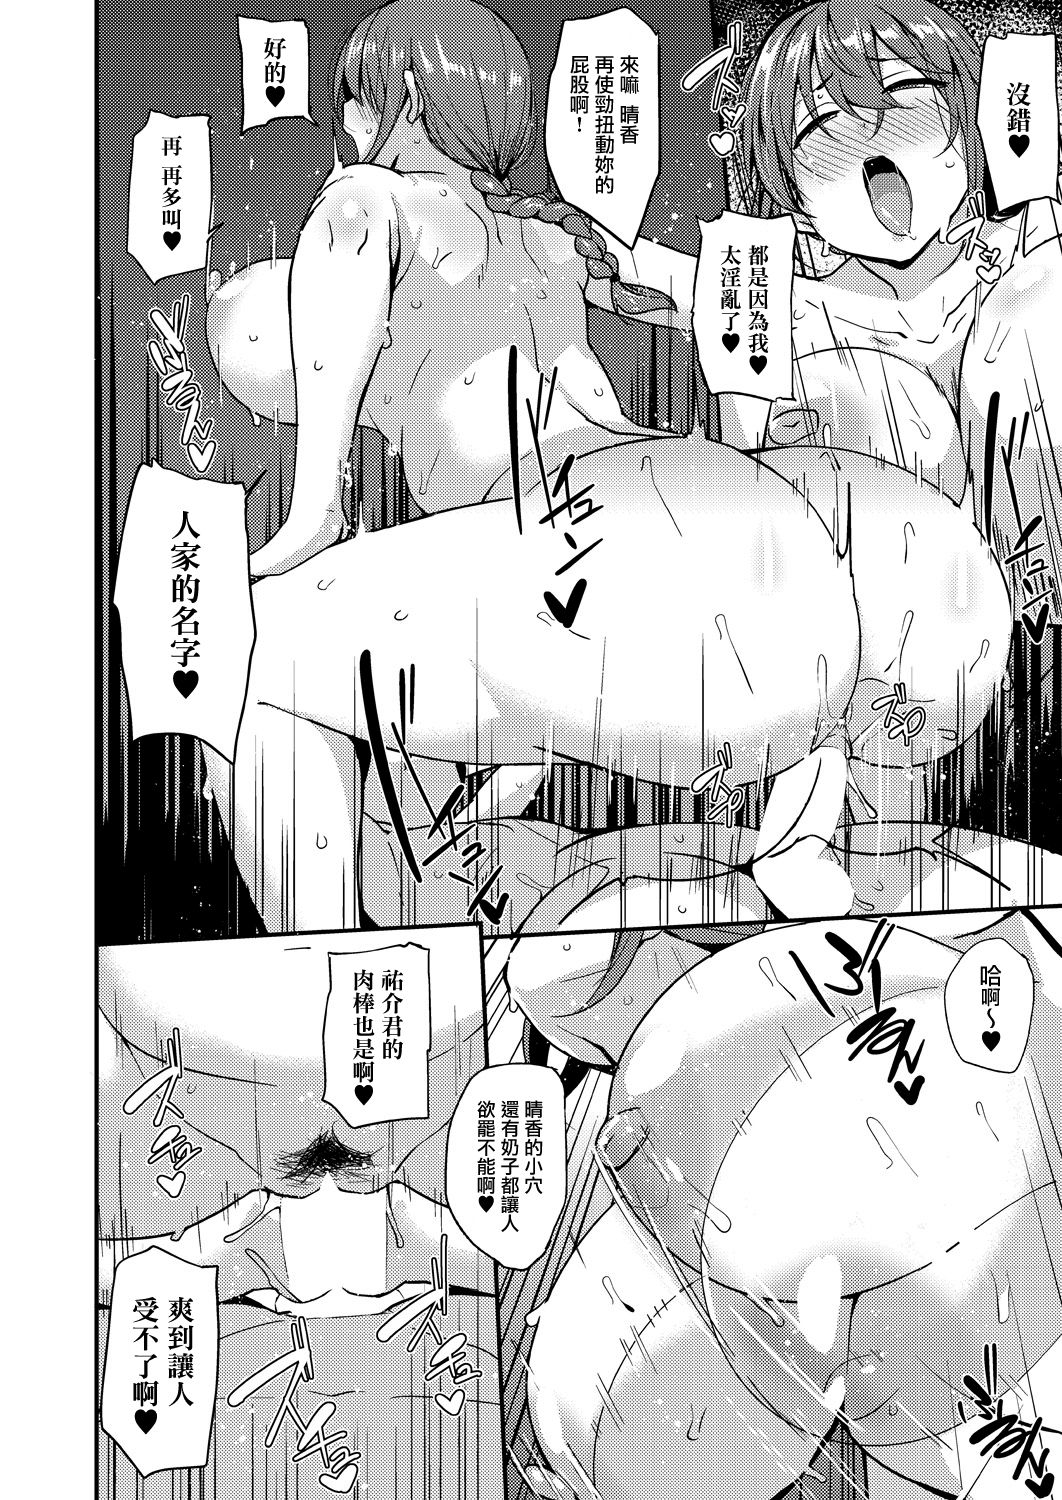 沒錯♥
都是因為我♥
太淫亂了♥
來嘛 晴香
再使勁扭動妳的
屁股啊！
好的♥
再 再多叫♥
人家的名字♥
哈啊～♥
晴香的小穴
還有奶子都讓人
欲罷不能啊♥
祐介君的
肉棒也是啊♥
爽到讓人
受不了啊♥